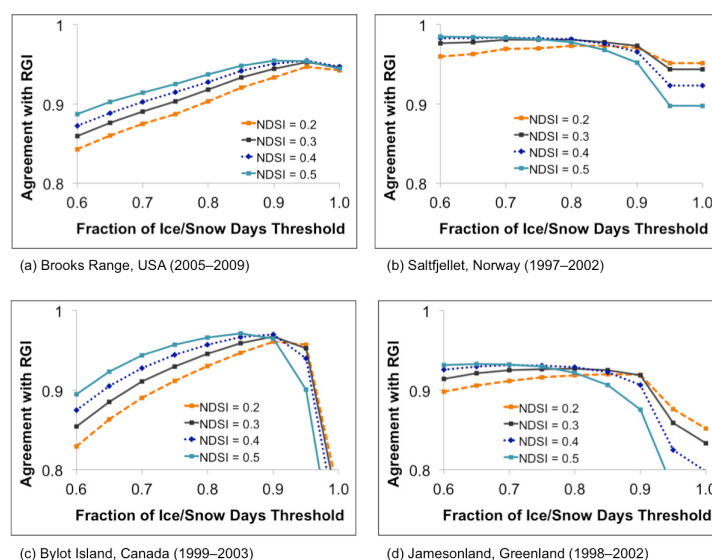 1
0.9
0.8
Agreement with RGI
NDSI = 0.2
NDSI = 0.3
NDSI = 0.4
NDSI = 0.5
0.6 0.7 0.8 0.9 1.0
Fraction of Ice/Snow Days Threshold
(a) Brooks Range, USA (2005–2009)
1
0.9
0.8
Agreement with RGI
NDSI = 0.2
NDSI = 0.3
NDSI = 0.4
NDSI = 0.5
0.6 0.7 0.8 0.9 1.0
Fraction of Ice/Snow Days Threshold
(b) Saltfjellet, Norway (1997–2002)
1
0.9
0.8
Agreement with RGI
NDSI = 0.2
NDSI = 0.3
NDSI = 0.4
NDSI = 0.5
0.6 0.7 0.8 0.9 1.0
Fraction of Ice/Snow Days Threshold
(c) Bylot Island, Canada (1999–2003)
1
0.9
0.8
Agreement with RGI
NDSI = 0.2
NDSI = 0.3
NDSI = 0.4
NDSI = 0.5
0.6 0.7 0.8 0.9 1.0
Fraction of Ice/Snow Days Threshold
(d) Jamesonland, Greenland (1998–2002)